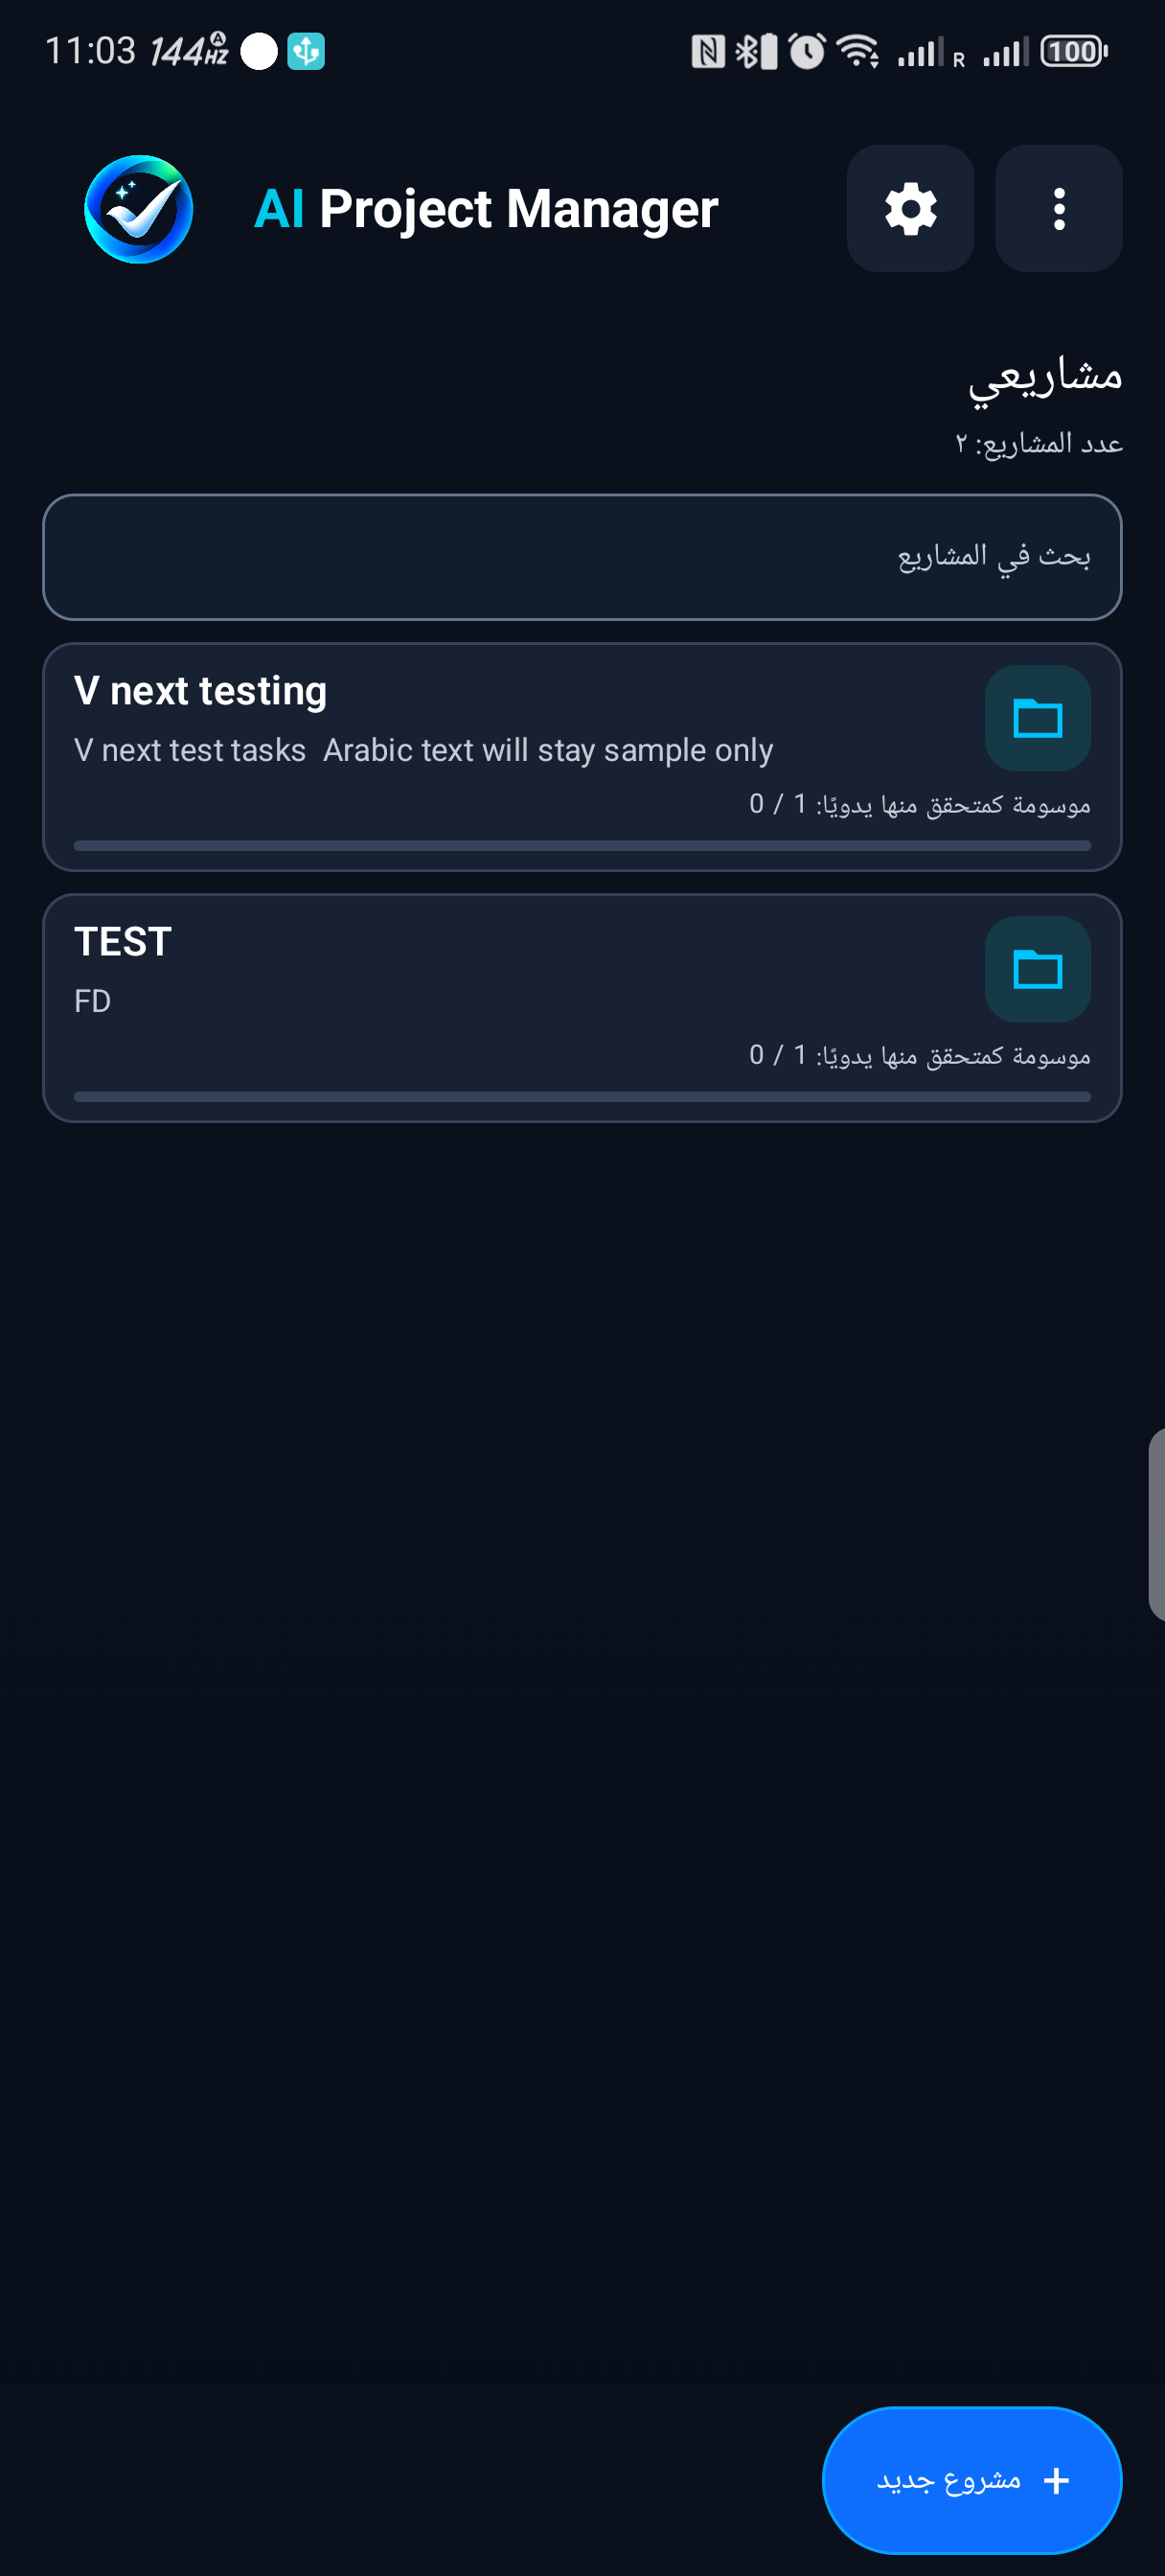 11:03 144HZ A R 100
AI Project Manager
مشاريعي
عدد المشاريع: ٢
بحث في المشاريع
V next testing
V next test tasks  Arabic text will stay sample only
موسومة كمتحقق منها يدويًا: 1 / 0
TEST
FD
موسومة كمتحقق منها يدويًا: 1 / 0
مشروع جديد +